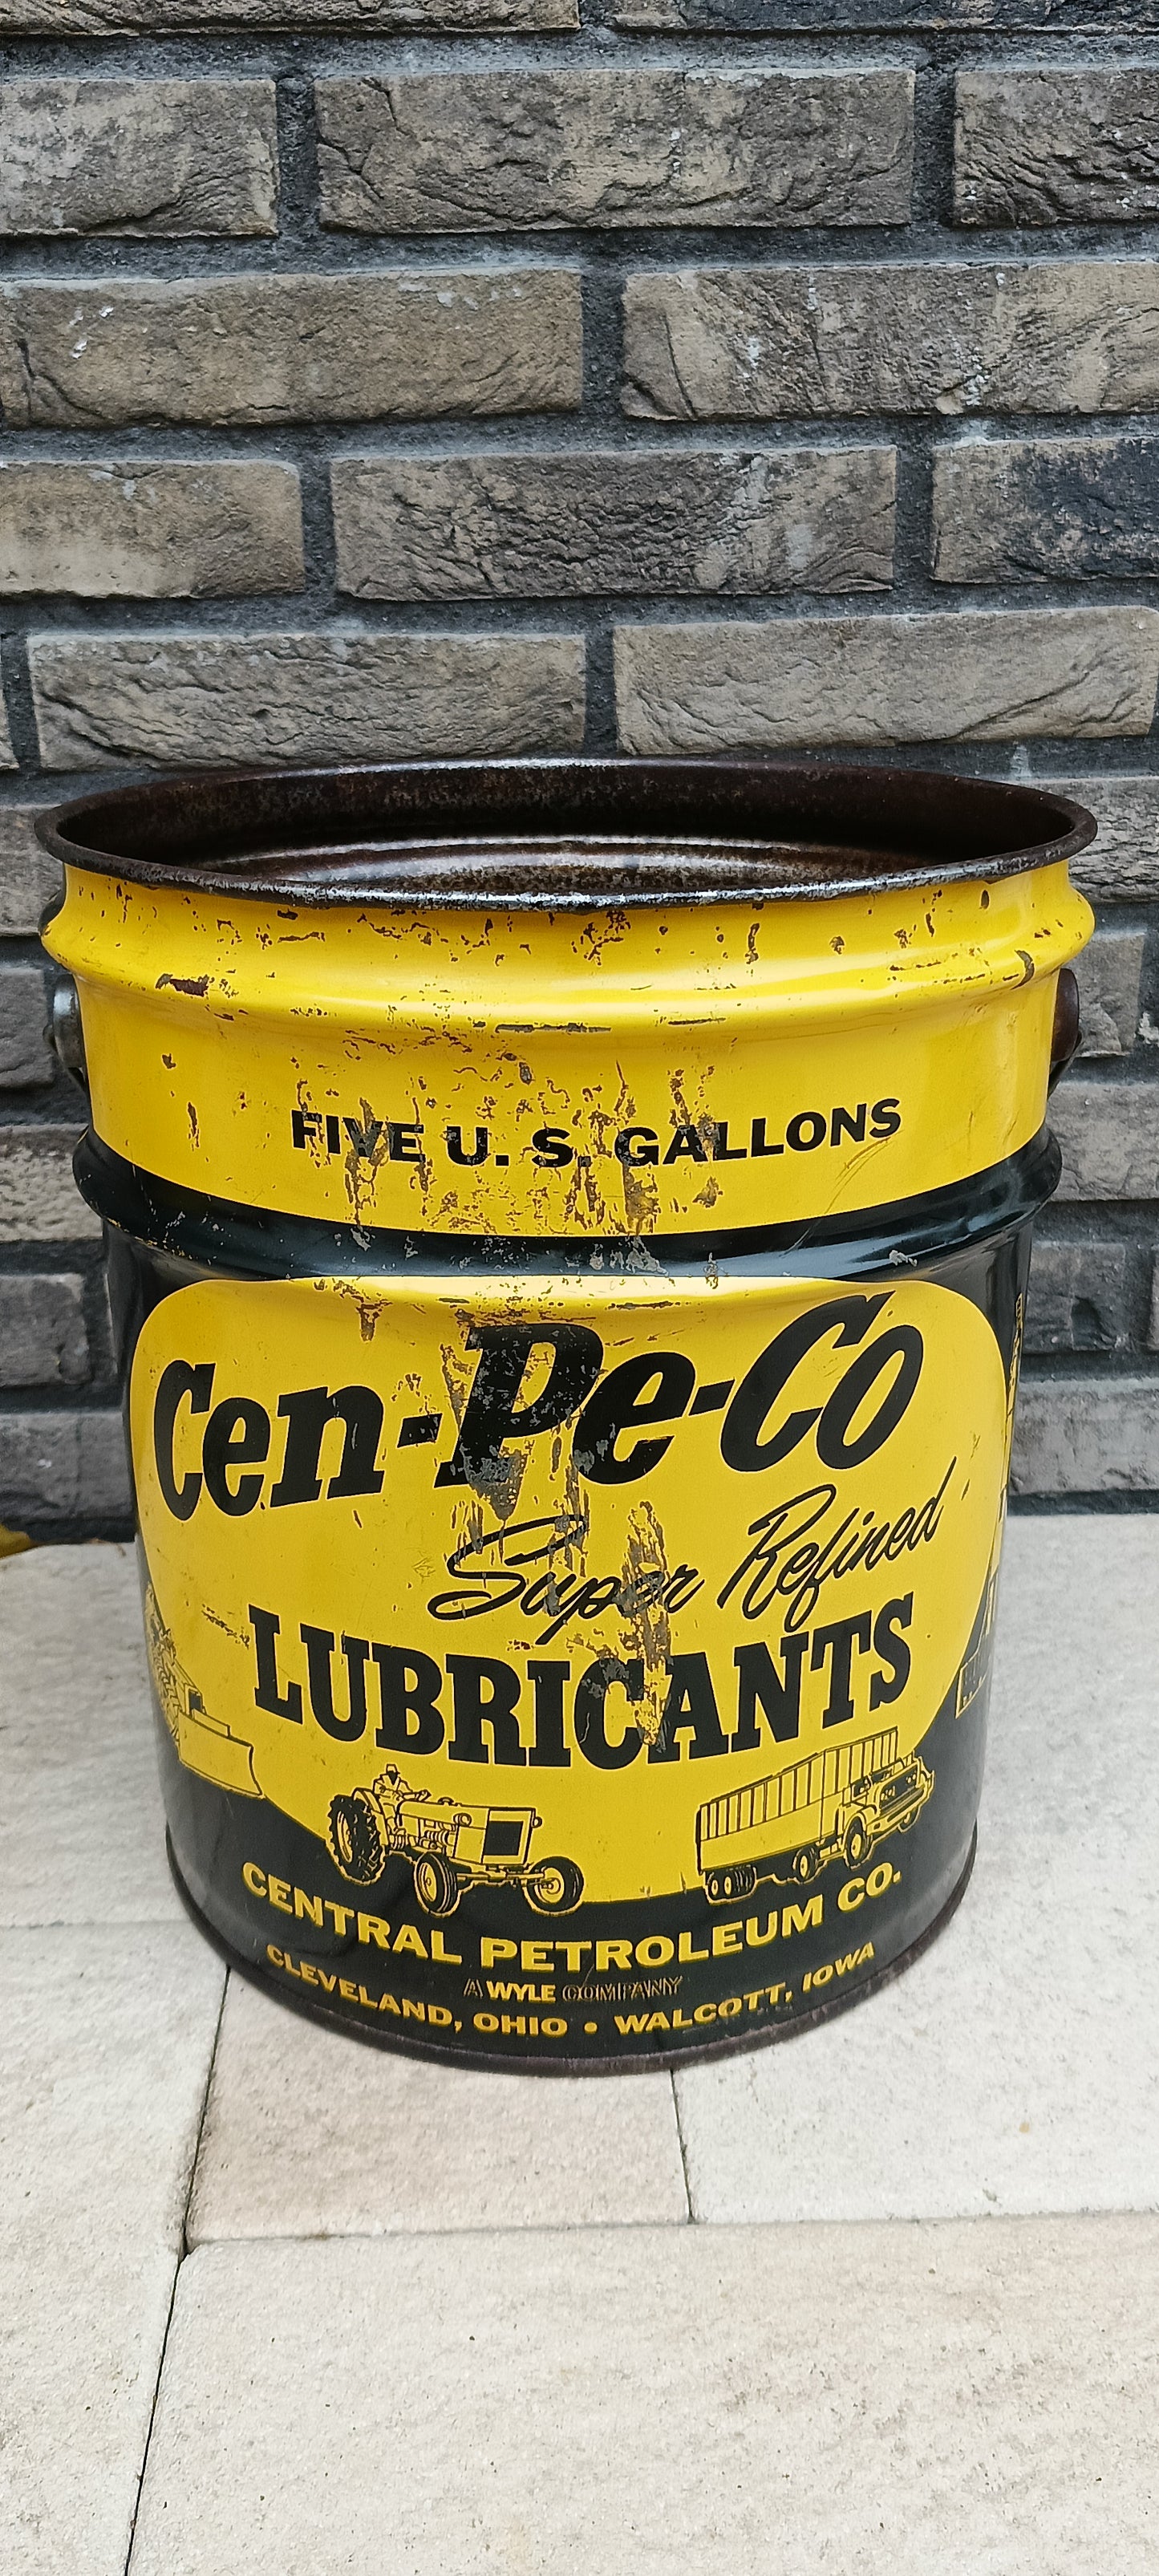 FIVE U. S. GALLONS
Cen-Pe-Co
Super Refined
LUBRICANTS
CENTRAL PETROLEUM CO.
A WYLE COMPANY
CLEVELAND, OHIO • WALCOTT, IOWA